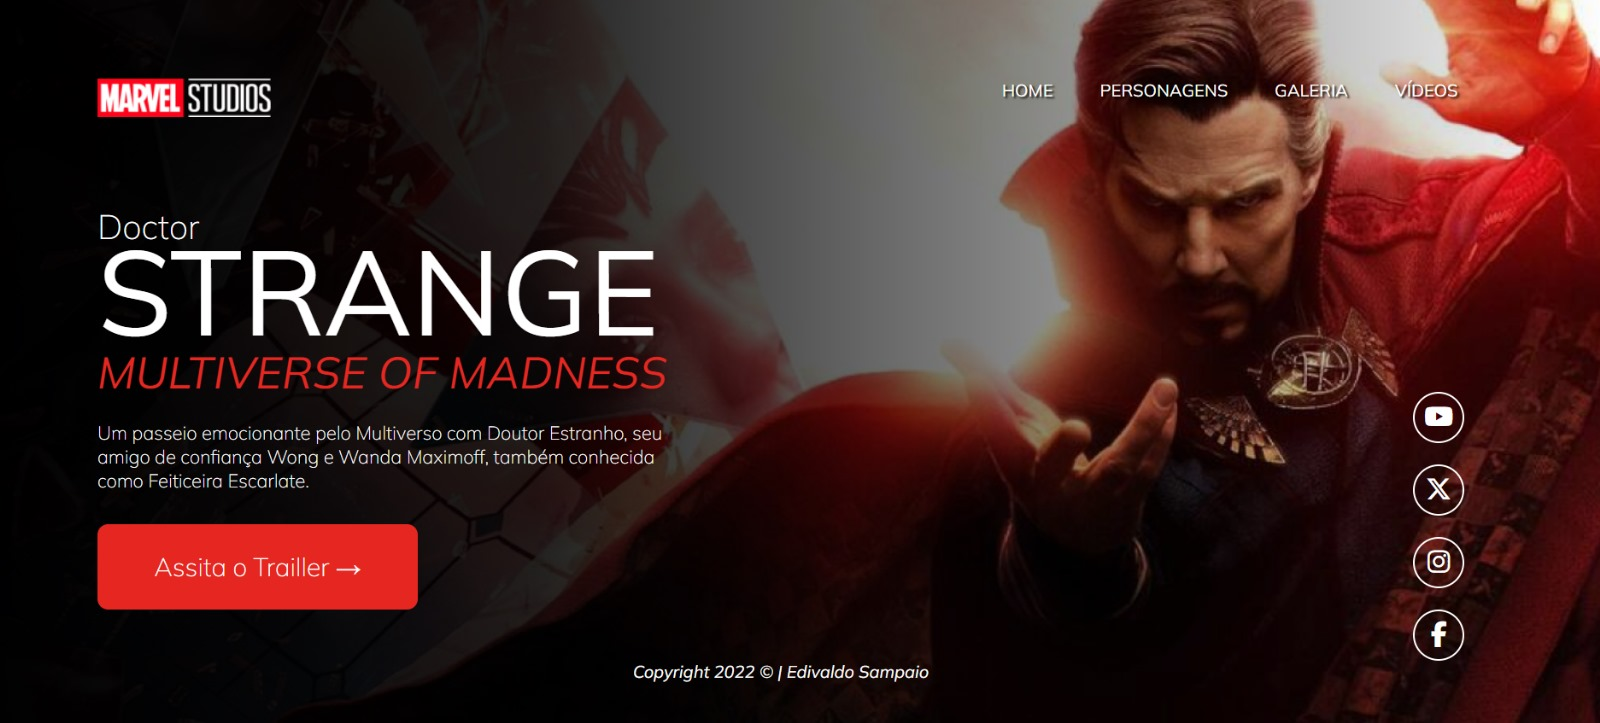 MARVEL STUDIOS
HOME PERSONAGENS GALERIA VÍDEOS
Doctor
STRANGE
MULTIVERSE OF MADNESS
Um passeio emocionante pelo Multiverso com Doutor Estranho, seu
amigo de confiança Wong e Wanda Maximoff, também conhecida
como Feiticeira Escarlate.
Assita o Trailler →
Copyright 2022 © | Edivaldo Sampaio